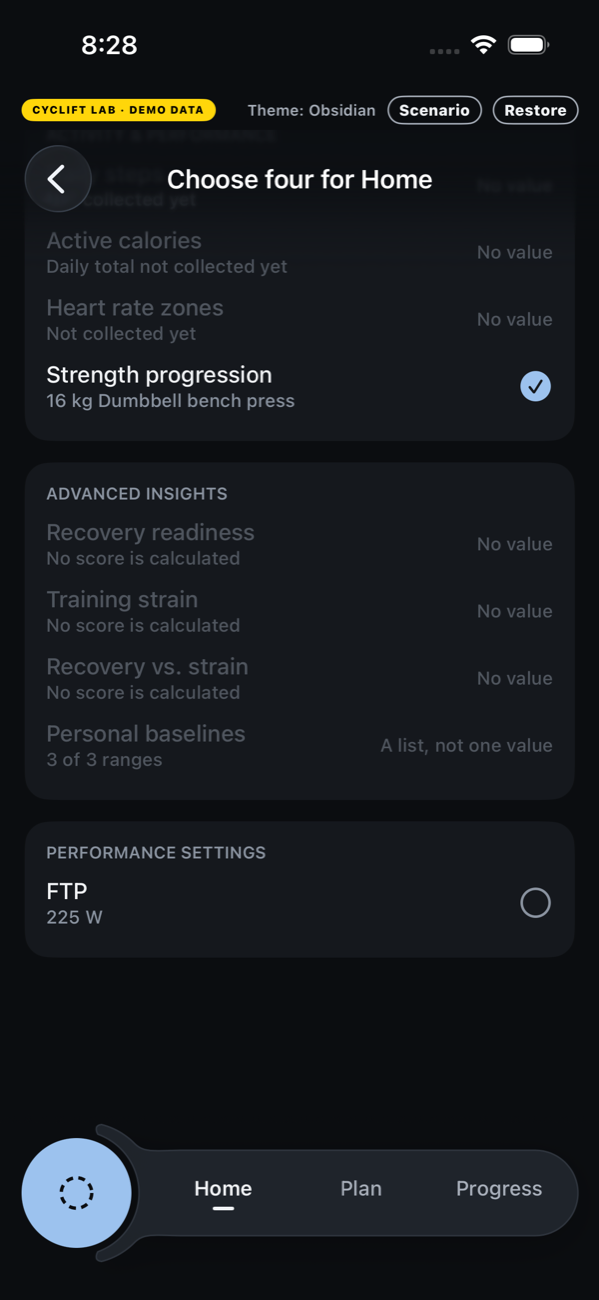 8:28
CYCLIFT LAB · DEMO DATA
Theme: Obsidian
Scenario
Restore
Choose four for Home
No value
collected yet
Active calories
Daily total not collected yet
No value
Heart rate zones
Not collected yet
No value
Strength progression
16 kg Dumbbell bench press
ADVANCED INSIGHTS
Recovery readiness
No score is calculated
No value
Training strain
No score is calculated
No value
Recovery vs. strain
No score is calculated
No value
Personal baselines
3 of 3 ranges
A list, not one value
PERFORMANCE SETTINGS
FTP
225 W
Home
Plan
Progress